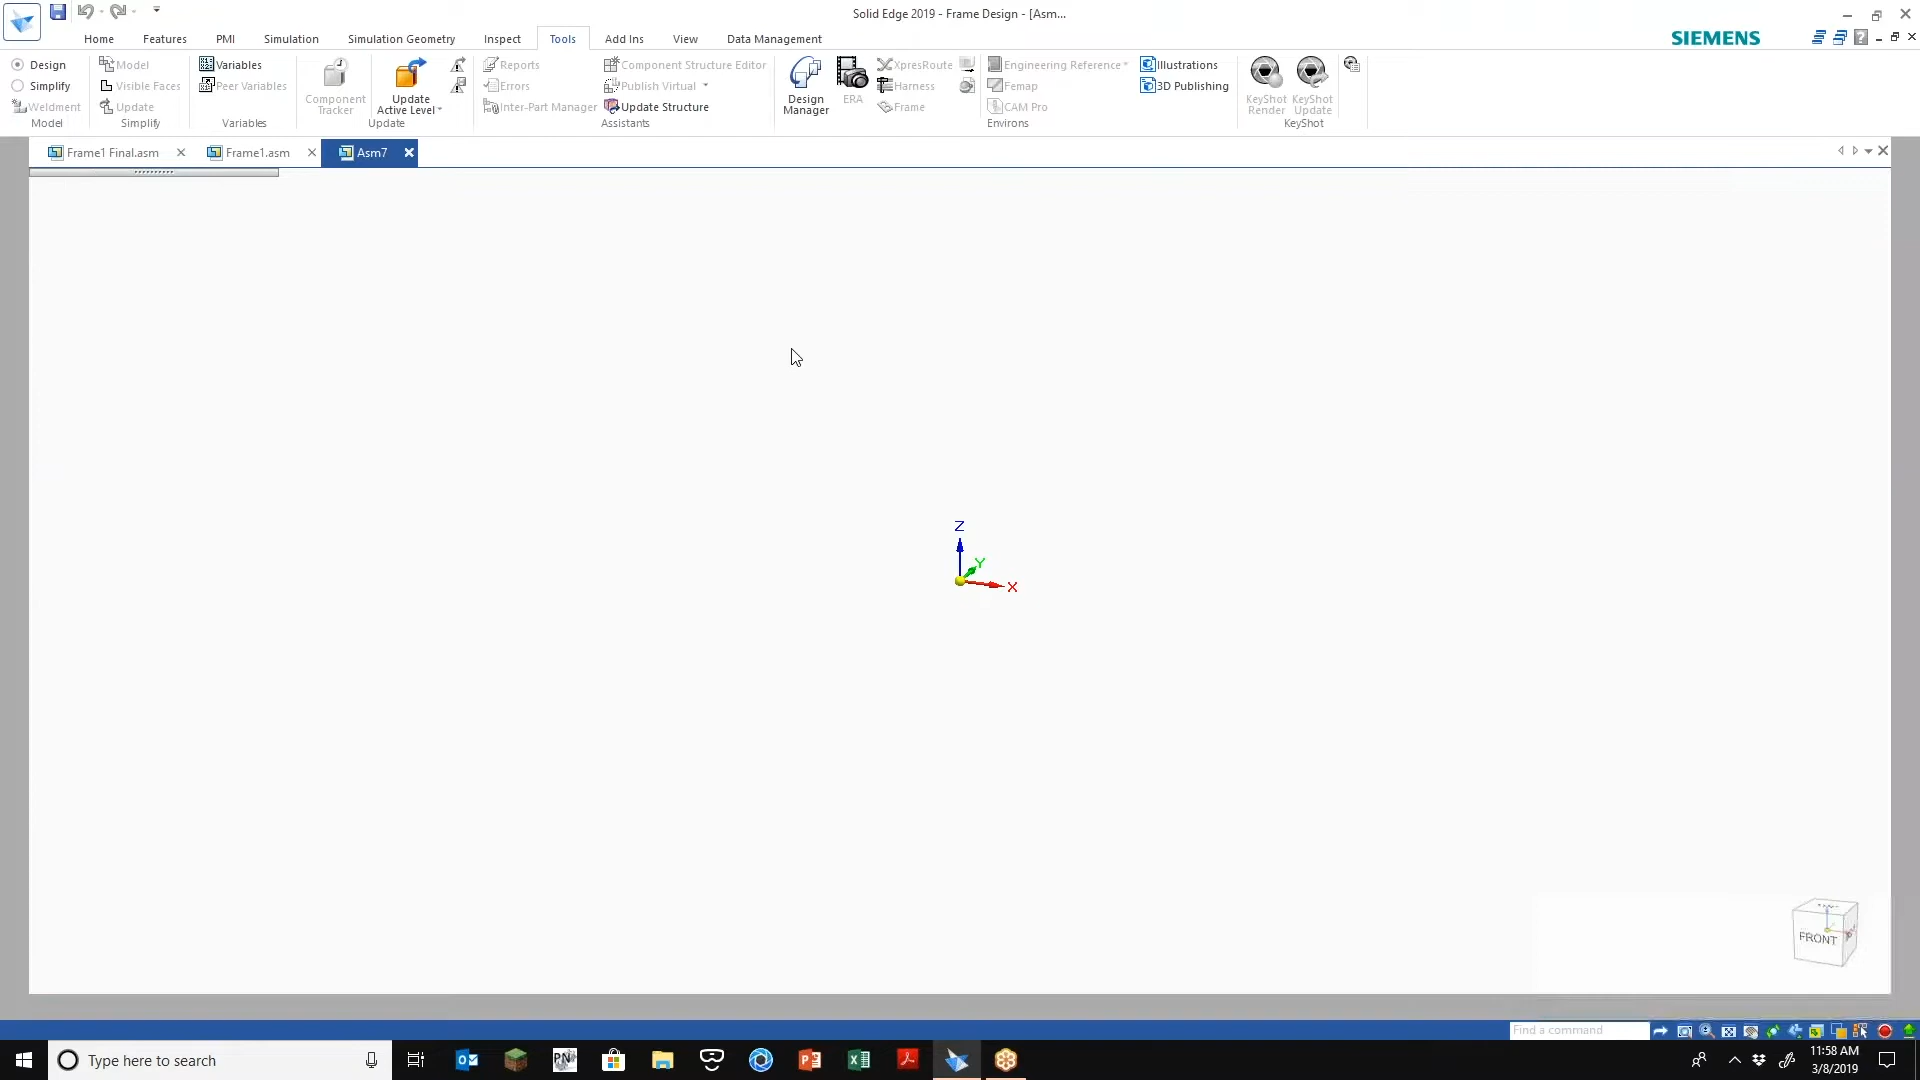 Solid Edge 2019 - Frame Design - [Asm...
Home Features PMI Simulation Simulation Geometry Inspect Tools Add Ins View Data Management
SIEMENS
Design
Simplify
Weldment
Model
Model
Visible Faces
Update
Simplify
Variables
Peer Variables
Variables
Component
Tracker
Update
Active Level
Update
Reports
Errors
Inter-Part Manager
Component Structure Editor
Publish Virtual
Update Structure
Assistants
Design
Manager
ERA
XpresRoute
Harness
Frame
Engineering Reference
Femap
CAM Pro
Environs
Illustrations
3D Publishing
KeyShot
Render
KeyShot
Update
KeyShot
Frame1 Final.asm Frame1.asm Asm7
Z
Y
X
FRONT
Find a command
Type here to search
11:58 AM
3/8/2019